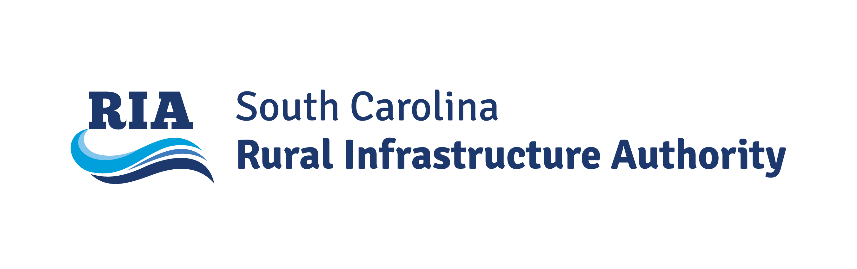 RIA
South Carolina
Rural Infrastructure Authority